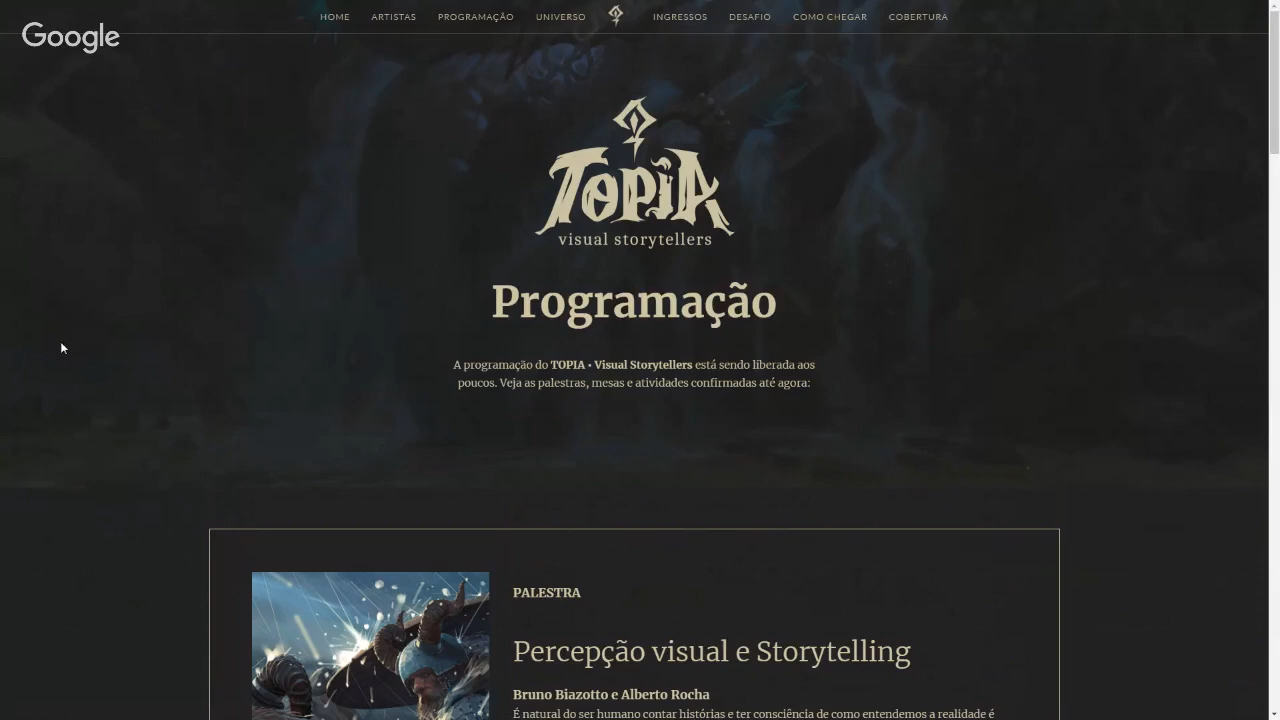 HOME ARTISTAS PROGRAMAÇÃO UNIVERSO INGRESSOS DESAFIO COMO CHEGAR COBERTURA
Google
TOPIA
visual storytellers
Programação
A programação do TOPIA • Visual Storytellers está sendo liberada aos
poucos. Veja as palestras, mesas e atividades confirmadas até agora:
PALESTRA
Percepção visual e Storytelling
Bruno Biazotto e Alberto Rocha
É natural do ser humano contar histórias e ter consciência de como entendemos a realidade é